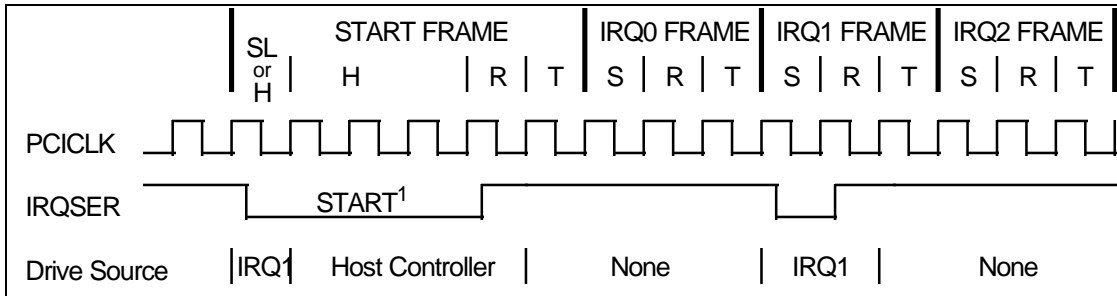 START FRAME IRQ0 FRAME IRQ1 FRAME IRQ2 FRAME
SL
or
H
H R T S R T S R T S R T
PCICLK
IRQSER START1
Drive Source IRQ1 Host Controller None IRQ1 None